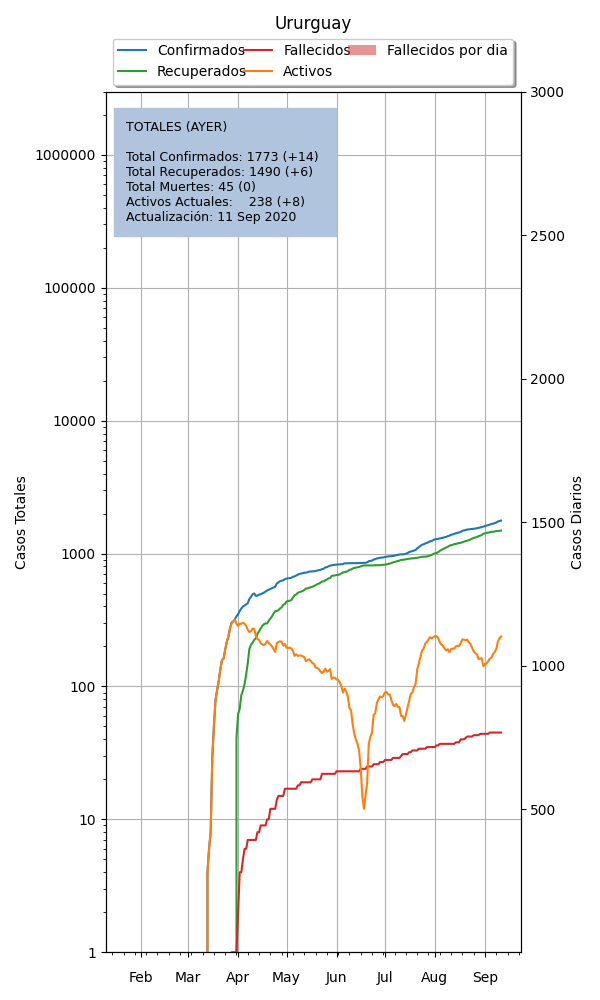 Ururguay
Confirmados
Fallecidos
Fallecidos por dia
Recuperados
Activos
TOTALES (AYER)
Total Confirmados: 1773 (+14)
Total Recuperados: 1490 (+6)
Total Muertes: 45 (0)
Activos Actuales: 238 (+8)
Actualización: 11 Sep 2020
Casos Totales
1000000
100000
10000
1000
100
10
1
3000
2500
2000
1500
1000
500
Casos Diarios
Feb Mar Apr May Jun Jul Aug Sep